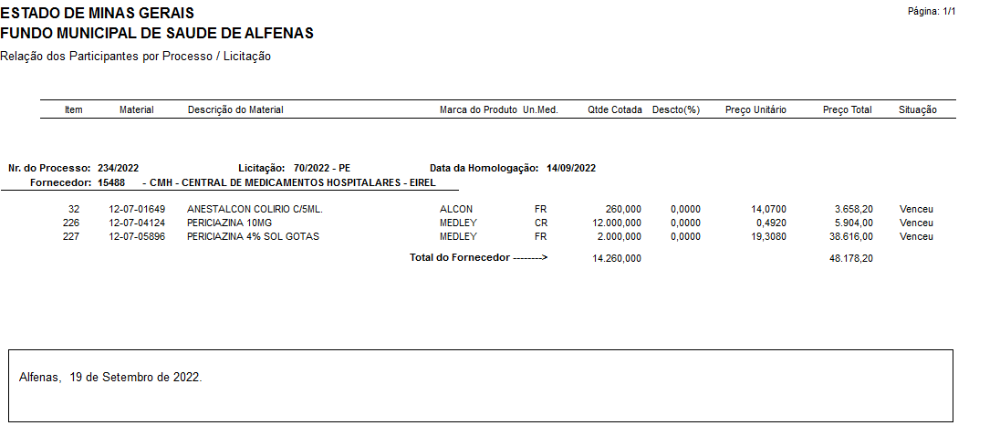 ESTADO DE MINAS GERAIS Página: 1/1
FUNDO MUNICIPAL DE SAUDE DE ALFENAS
Relação dos Participantes por Processo / Licitação
Item Material Descrição do Material Marca do Produto Un.Med. Qtde Cotada Descto(%) Preço Unitário Preço Total Situação
Nr. do Processo: 234/2022 Licitação: 70/2022 - PE Data da Homologação: 14/09/2022
Fornecedor: 15488 - CMH - CENTRAL DE MEDICAMENTOS HOSPITALARES - EIREL
32 12-07-01649 ANESTALCON COLIRIO C/5ML. ALCON FR 260,000 0,0000 14,0700 3.658,20 Venceu
226 12-07-04124 PERICIAZINA 10MG MEDLEY CR 12.000,000 0,0000 0,4920 5.904,00 Venceu
227 12-07-05896 PERICIAZINA 4% SOL GOTAS MEDLEY FR 2.000,000 0,0000 19,3080 38.616,00 Venceu
Total do Fornecedor --------> 14.260,000 48.178,20
Alfenas, 19 de Setembro de 2022.